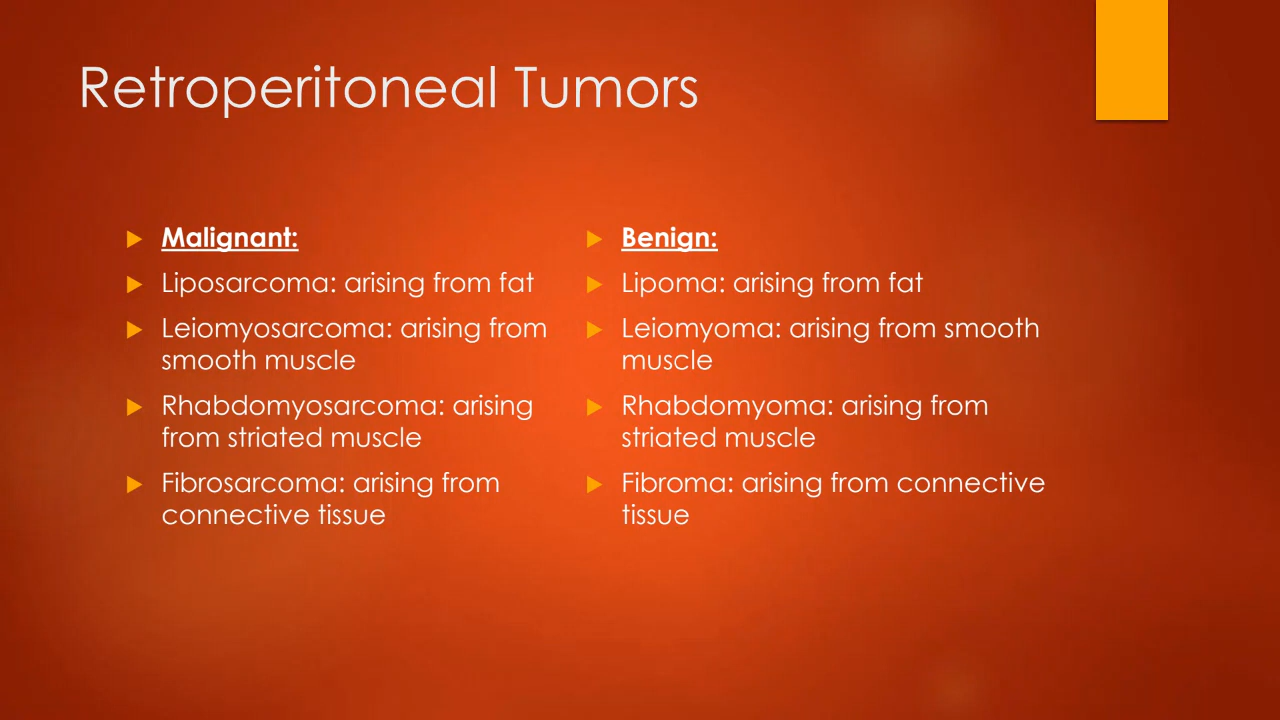 Retroperitoneal Tumors
Malignant:
Liposarcoma: arising from fat
Leiomyosarcoma: arising from
smooth muscle
Rhabdomyosarcoma: arising
from striated muscle
Fibrosarcoma: arising from
connective tissue
Benign:
Lipoma: arising from fat
Leiomyoma: arising from smooth
muscle
Rhabdomyoma: arising from
striated muscle
Fibroma: arising from connective
tissue